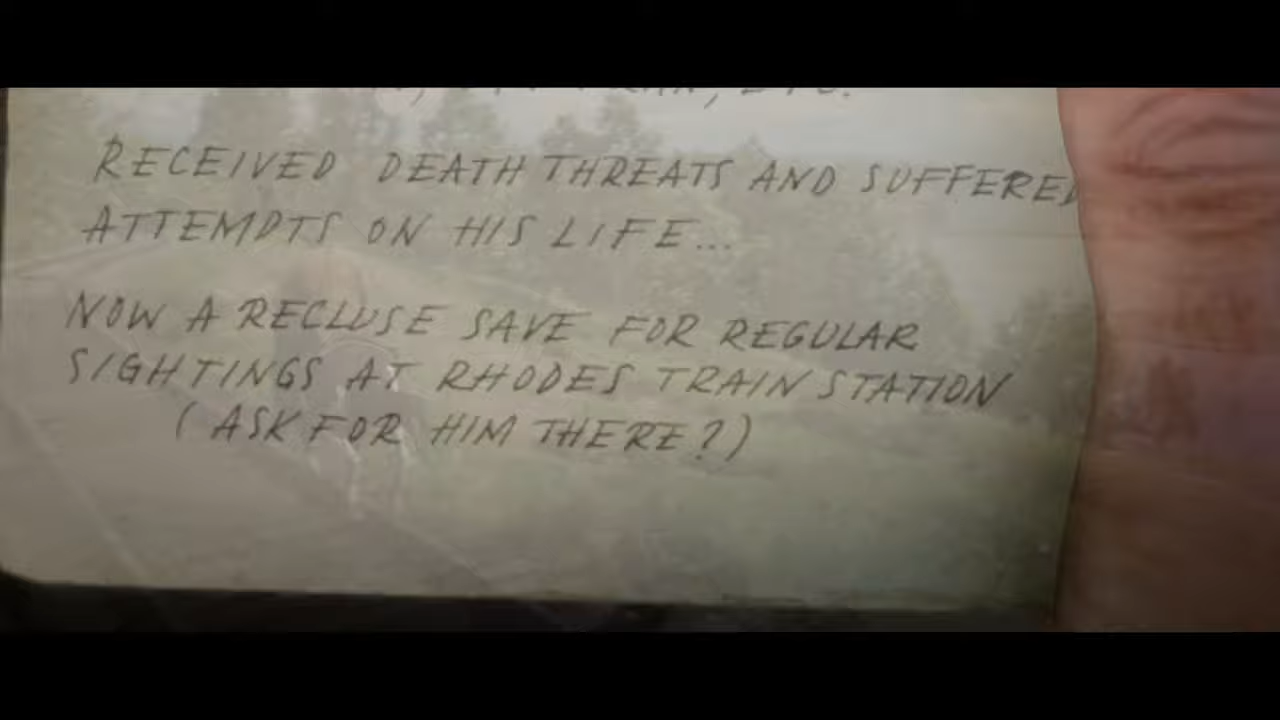 RECEIVED DEATH THREATS AND SUFFERED
ATTEMPTS ON HIS LIFE...
NOW A RECLUSE SAVE FOR REGULAR
SIGHTINGS AT RHODES TRAIN STATION
(ASK FOR HIM THERE?)